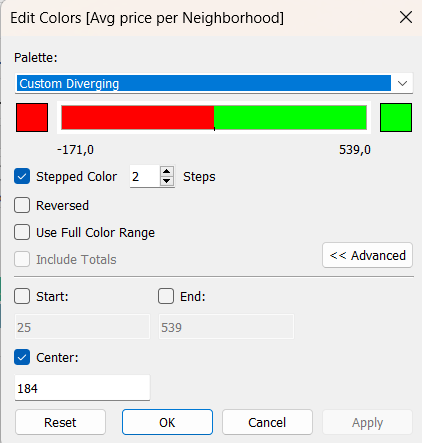 Edit Colors [Avg price per Neighborhood]
Palette:
Custom Diverging
-171,0 539,0
Stepped Color 2 Steps
Reversed
Use Full Color Range
Include Totals
<< Advanced
Start: End:
25 539
Center:
184
Reset OK Cancel Apply